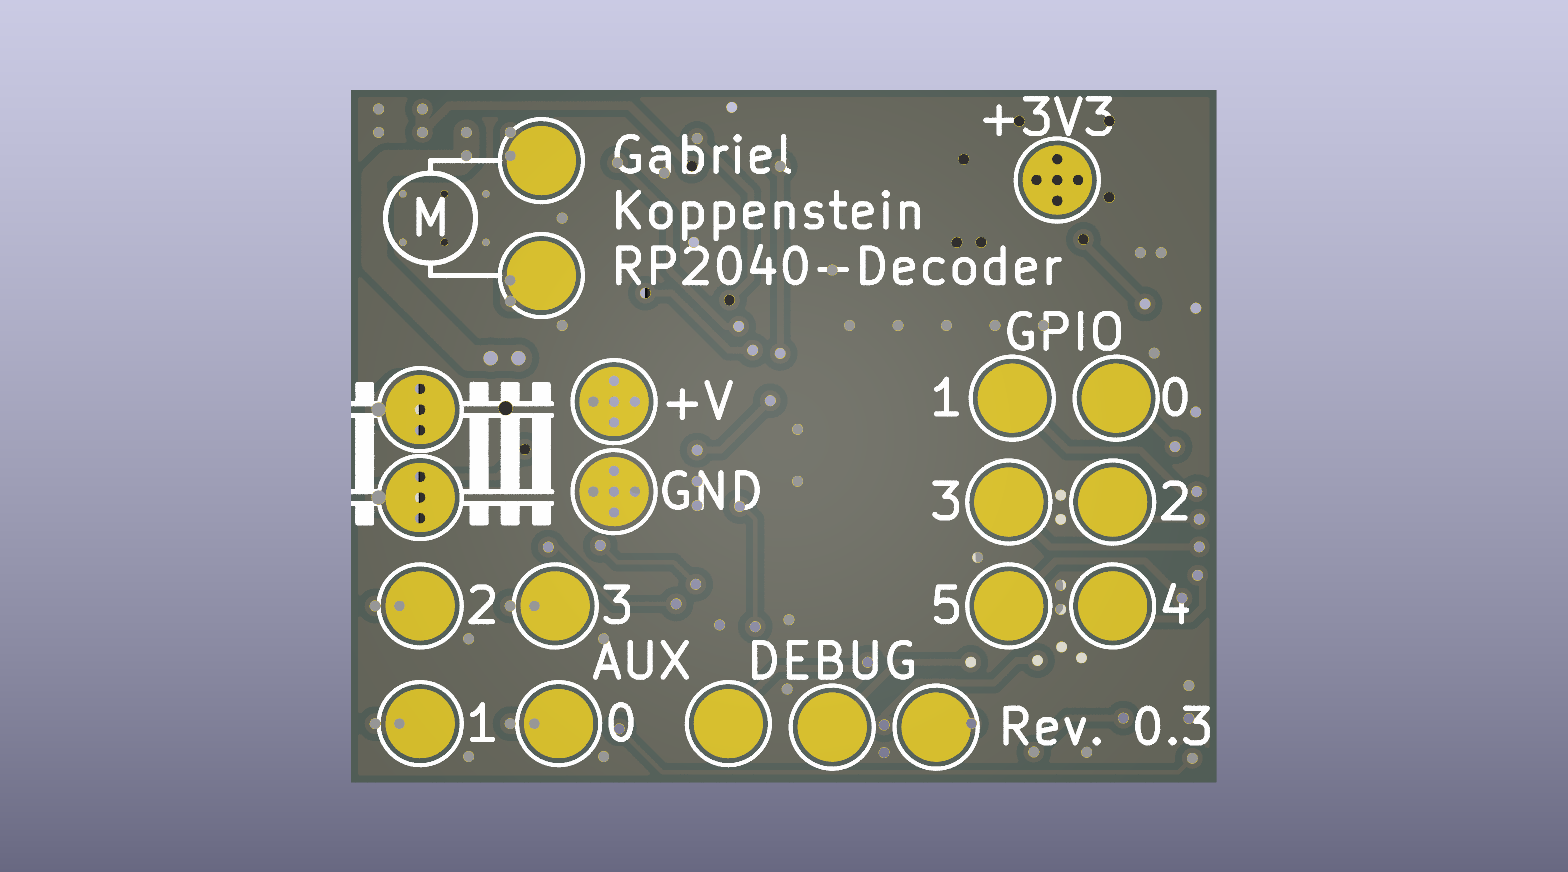 +3V3
Gabriel
Koppenstein
RP2040--Decoder
M
GPIO
1 0
+V
GND
3 2
2 3
5 4
AUX DEBUG
1 0
Rev. 0.3